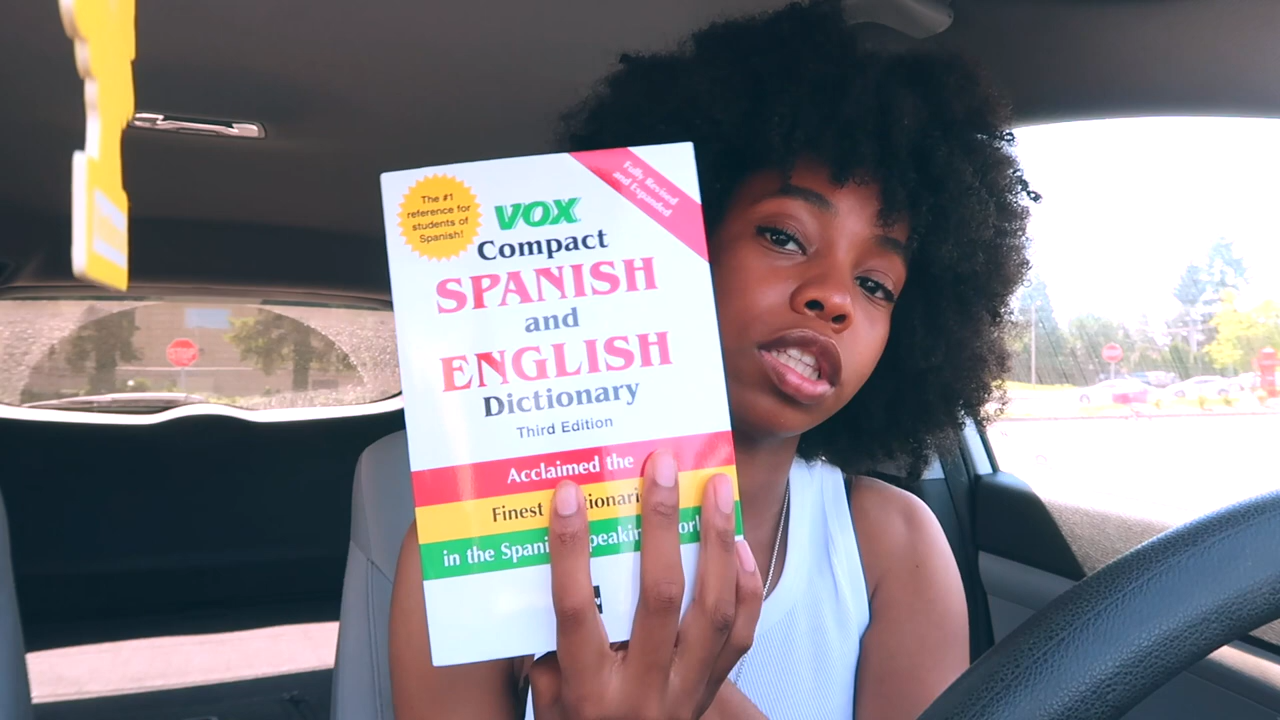 The #1
reference for
students of
Spanish!
VOX
Fully Revised
and Expanded
Compact
SPANISH
and
ENGLISH
Dictionary
Third Edition
Acclaimed the
Finest
in the
STOP